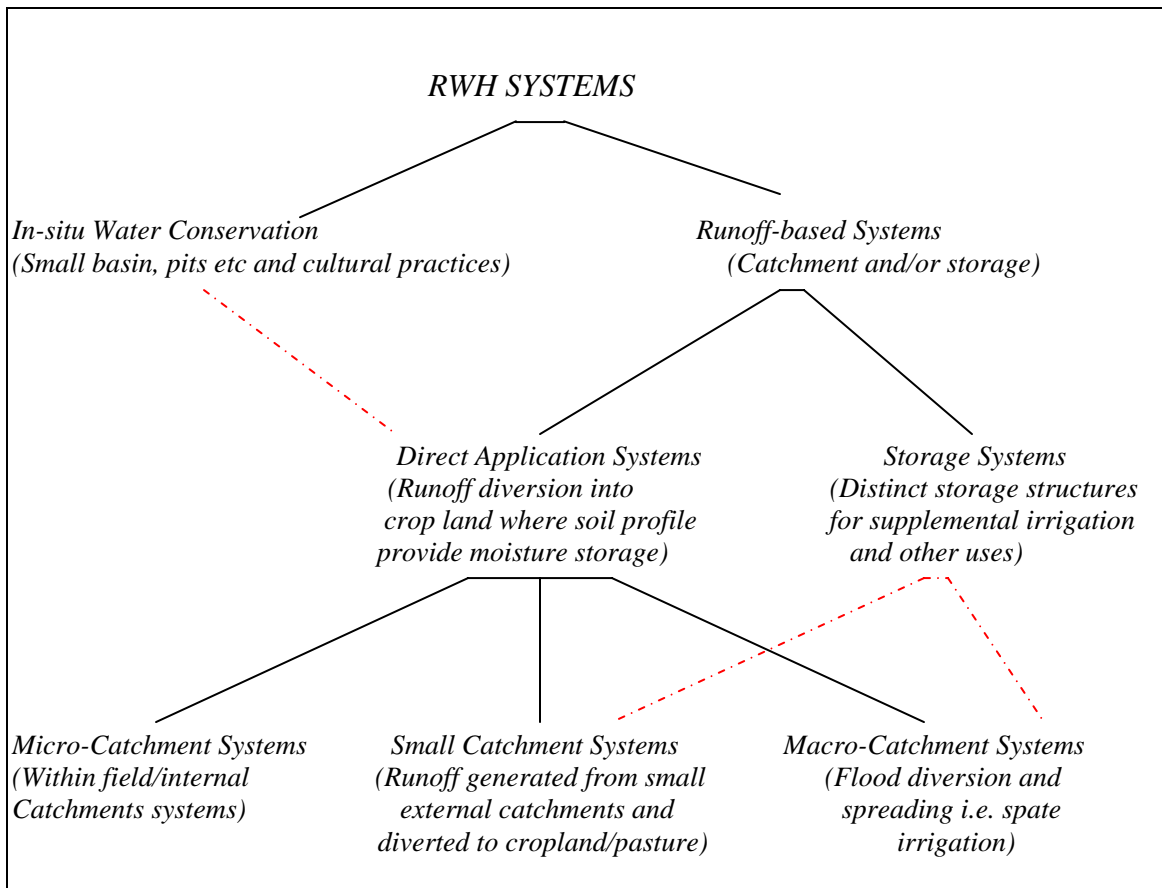 RWH SYSTEMS
In-situ Water Conservation
(Small basin, pits etc and cultural practices)
Runoff-based Systems
(Catchment and/or storage)
Direct Application Systems
(Runoff diversion into
crop land where soil profile
provide moisture storage)
Storage Systems
(Distinct storage structures
for supplemental irrigation
and other uses)
Micro-Catchment Systems
(Within field/internal
Catchments systems)
Small Catchment Systems
(Runoff generated from small
external catchments and
diverted to cropland/pasture)
Macro-Catchment Systems
(Flood diversion and
spreading i.e. spate
irrigation)